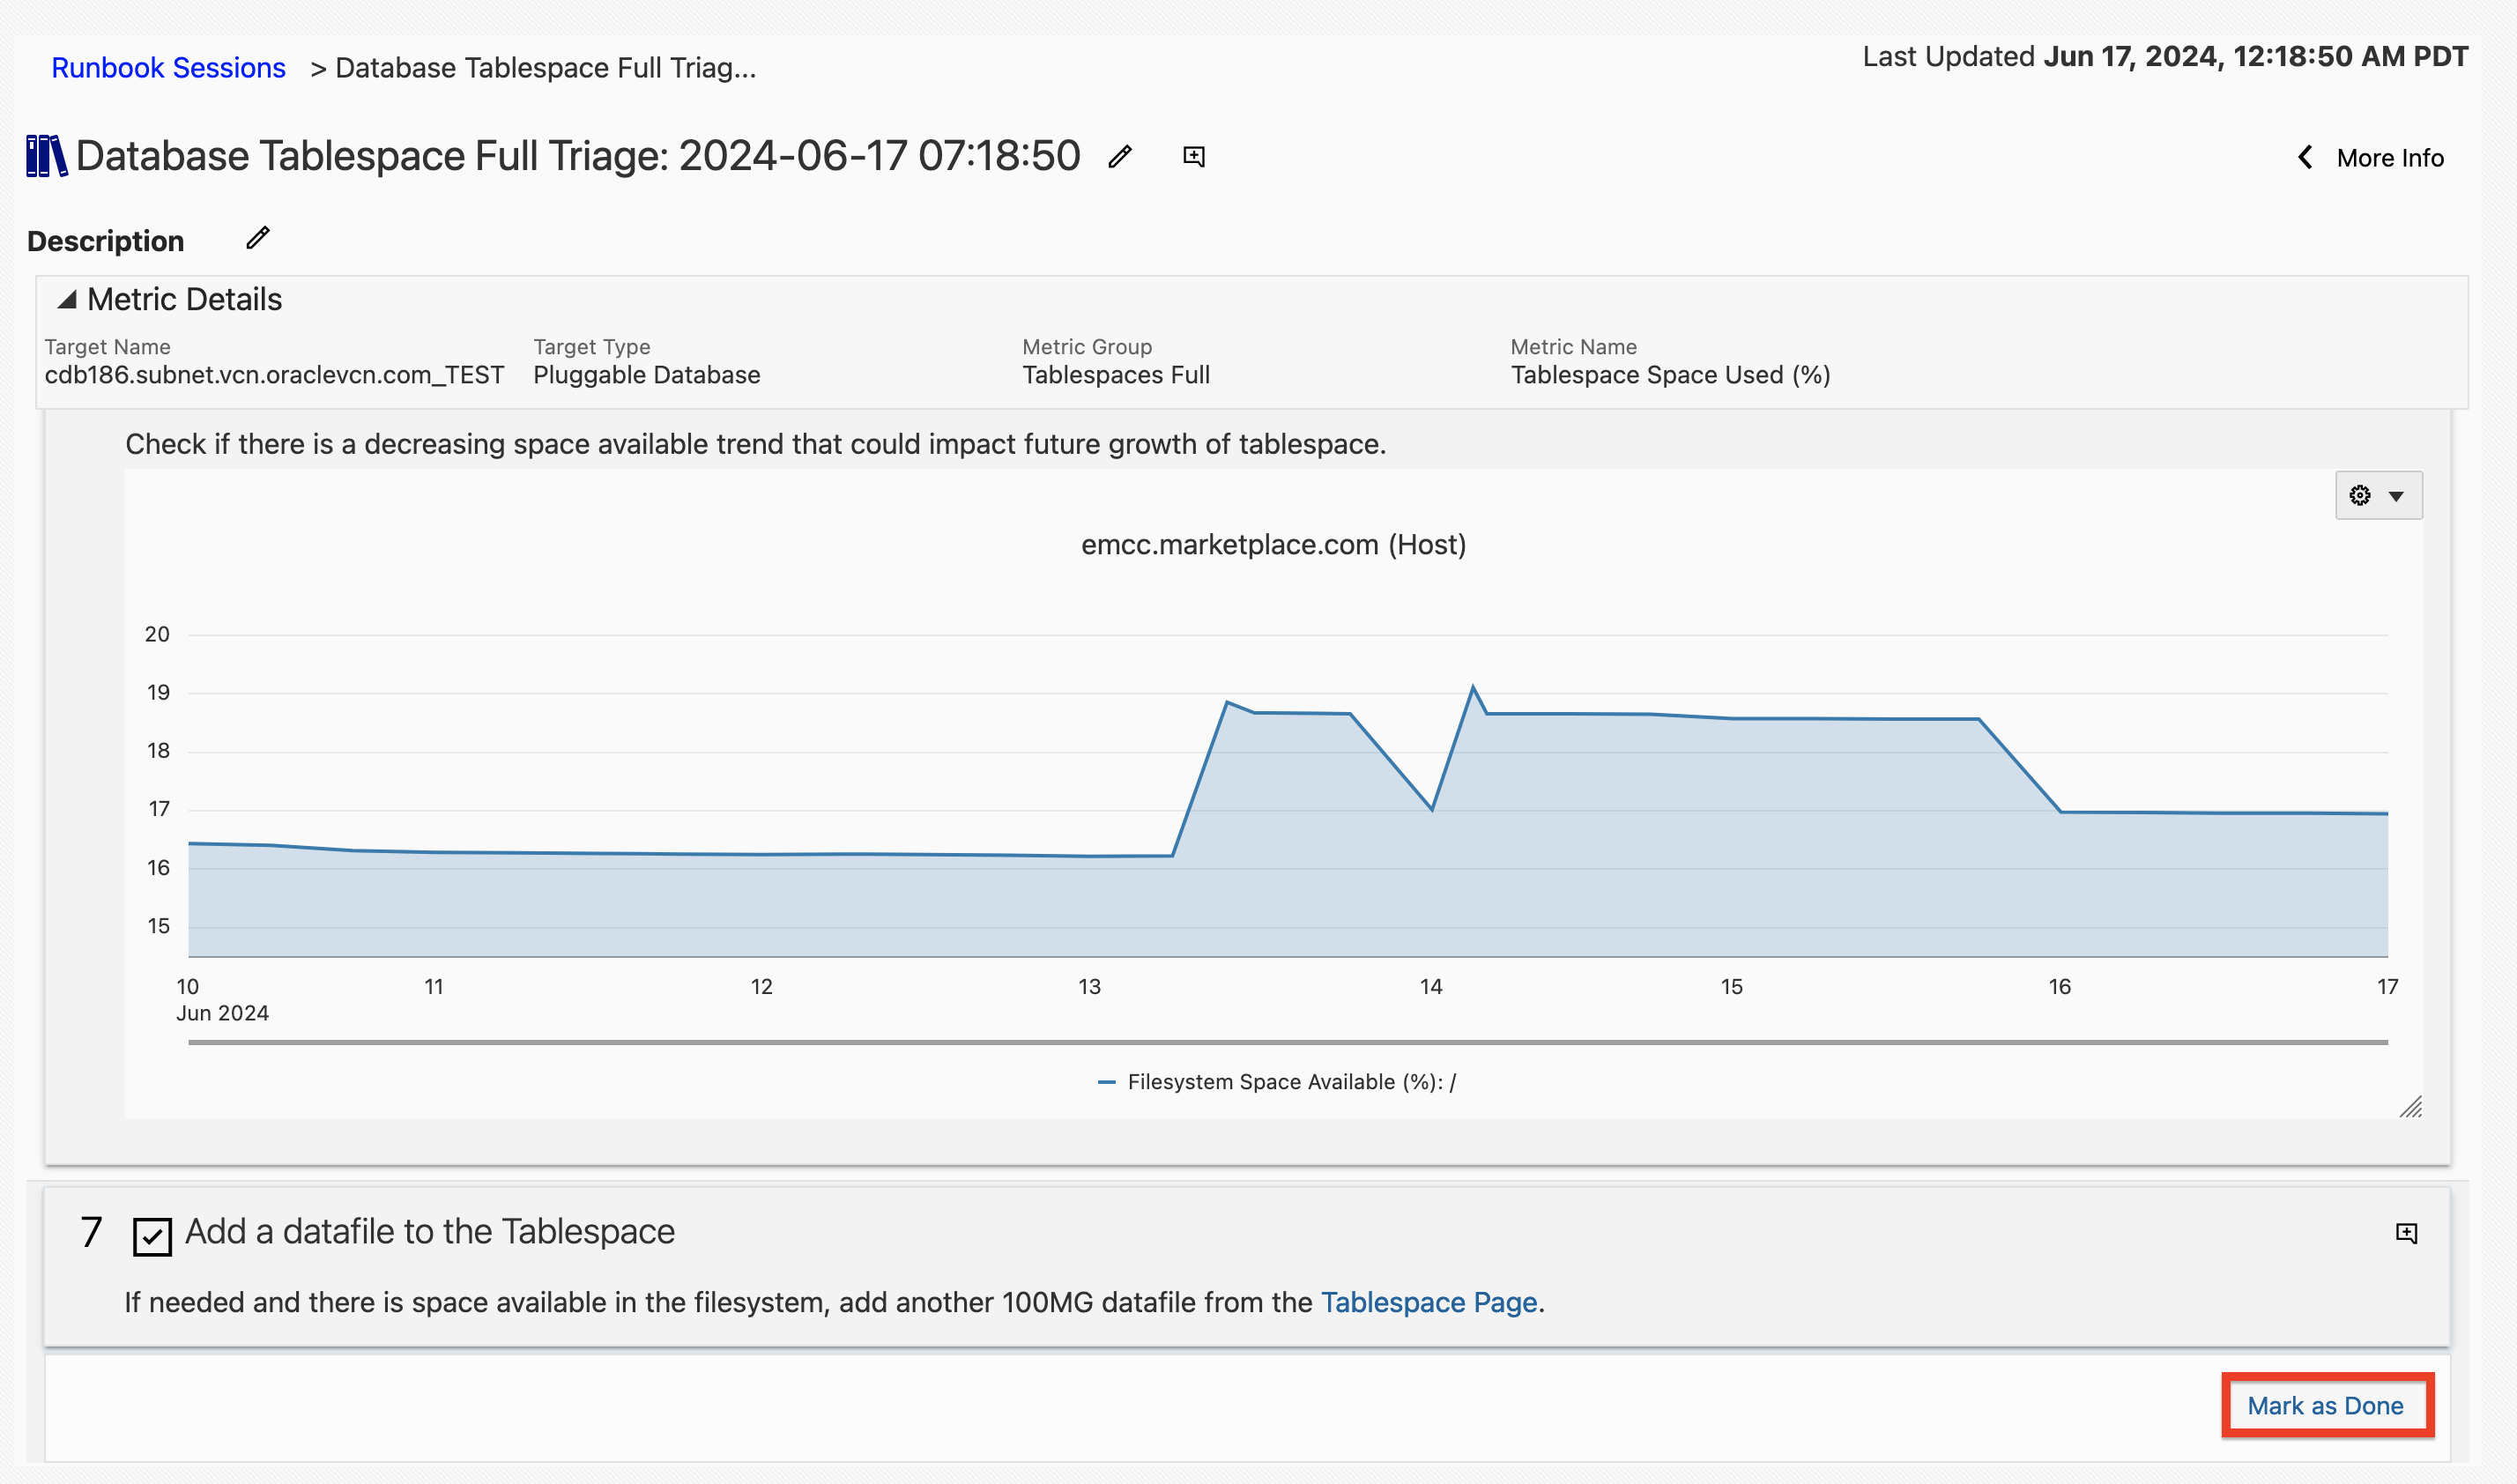 Runbook Sessions > Database Tablespace Full Triag...
Last Updated Jun 17, 2024, 12:18:50 AM PDT
Database Tablespace Full Triage: 2024-06-17 07:18:50
More Info
Description
Metric Details
Target Name Target Type Metric Group Metric Name
cdb186.subnet.vcn.oraclevcn.com_TEST Pluggable Database Tablespaces Full Tablespace Space Used (%)
Check if there is a decreasing space available trend that could impact future growth of tablespace.
emcc.marketplace.com (Host)
20
19
18
17
16
15
10 11 12 13 14 15 16 17
Jun 2024
Filesystem Space Available (%): /
7 Add a datafile to the Tablespace
If needed and there is space available in the filesystem, add another 100MG datafile from the Tablespace Page.
Mark as Done